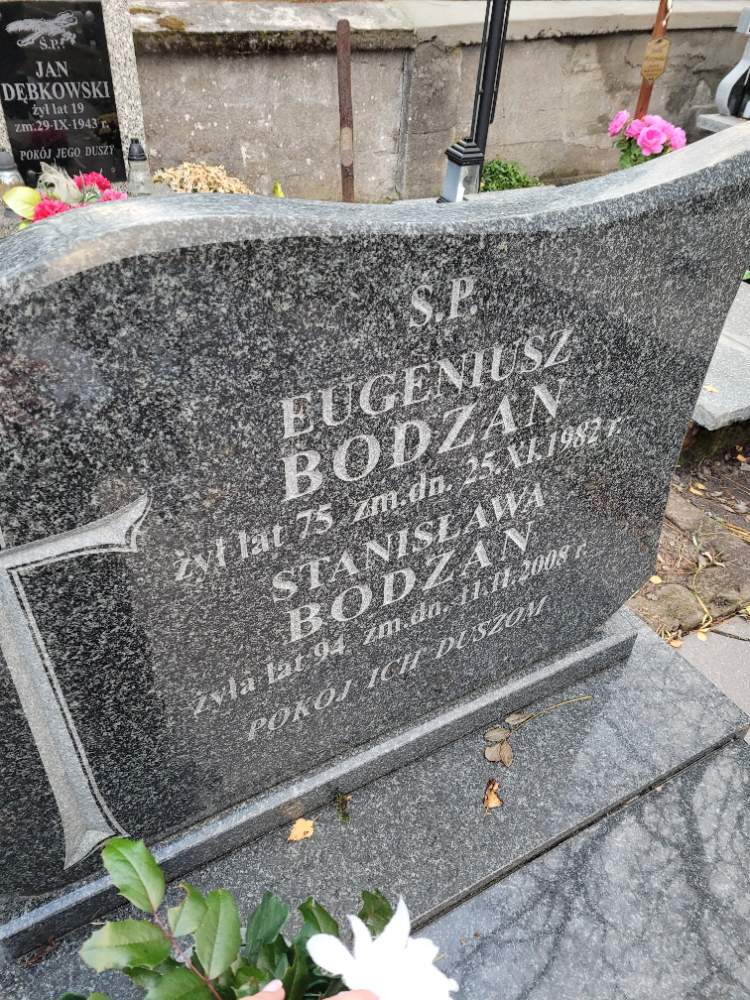 Ś.P.
JAN
DĘBKOWSKI
żył lat 19
zm.29-IX-1943 r.
POKÓJ JEGO DUSZY
Ś.P.
EUGENIUSZ
BODZAN
żył lat 75 zm.dn. 25.XI.1982 r.
STANISŁAWA
BODZAN
żyła lat 94 zm.dn. 11.II.2008 r.
POKÓJ ICH DUSZOM